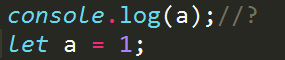 console.log(a);//?
let a = 1;